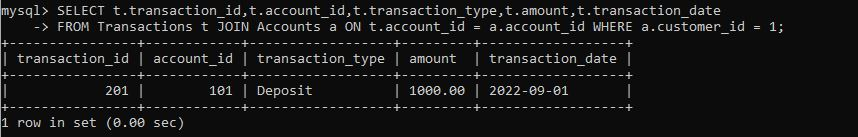 mysql> SELECT t.transaction_id,t.account_id,t.transaction_type,t.amount,t.transaction_date
    -> FROM Transactions t JOIN Accounts a ON t.account_id = a.account_id WHERE a.customer_id = 1;
+----------------+------------+------------------+---------+------------------+
| transaction_id | account_id | transaction_type | amount  | transaction_date |
+----------------+------------+------------------+---------+------------------+
|            201 |        101 | Deposit          | 1000.00 | 2022-09-01       |
+----------------+------------+------------------+---------+------------------+
1 row in set (0.00 sec)